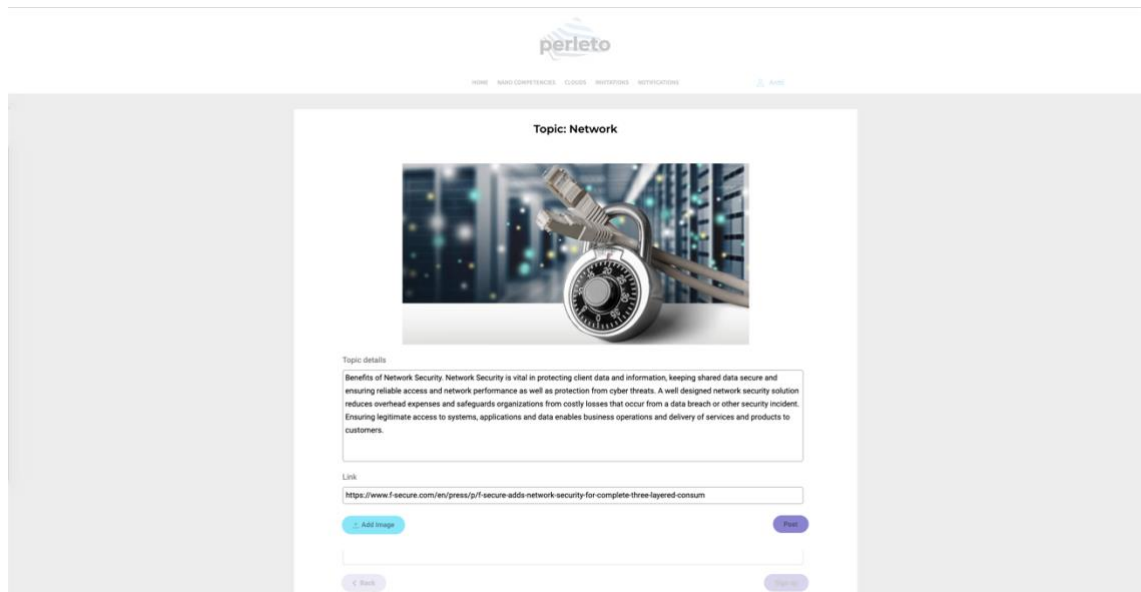 perleto
HOME NANO COMPETENCIES CLOUDS INVITATIONS NOTIFICATIONS
Topic: Network
Topic details
Benefits of Network Security. Network Security is vital in protecting client data and information, keeping shared data secure and
ensuring reliable access and network performance as well as protection from cyber threats. A well designed network security solution
reduces overhead expenses and safeguards organizations from costly losses that occur from a data breach or other security incident.
Ensuring legitimate access to systems, applications and data enables business operations and delivery of services and products to
customers.
Link
https://www.f-secure.com/en/press/p/f-secure-adds-network-security-for-complete-three-layered-consum
Add image
Post
Back